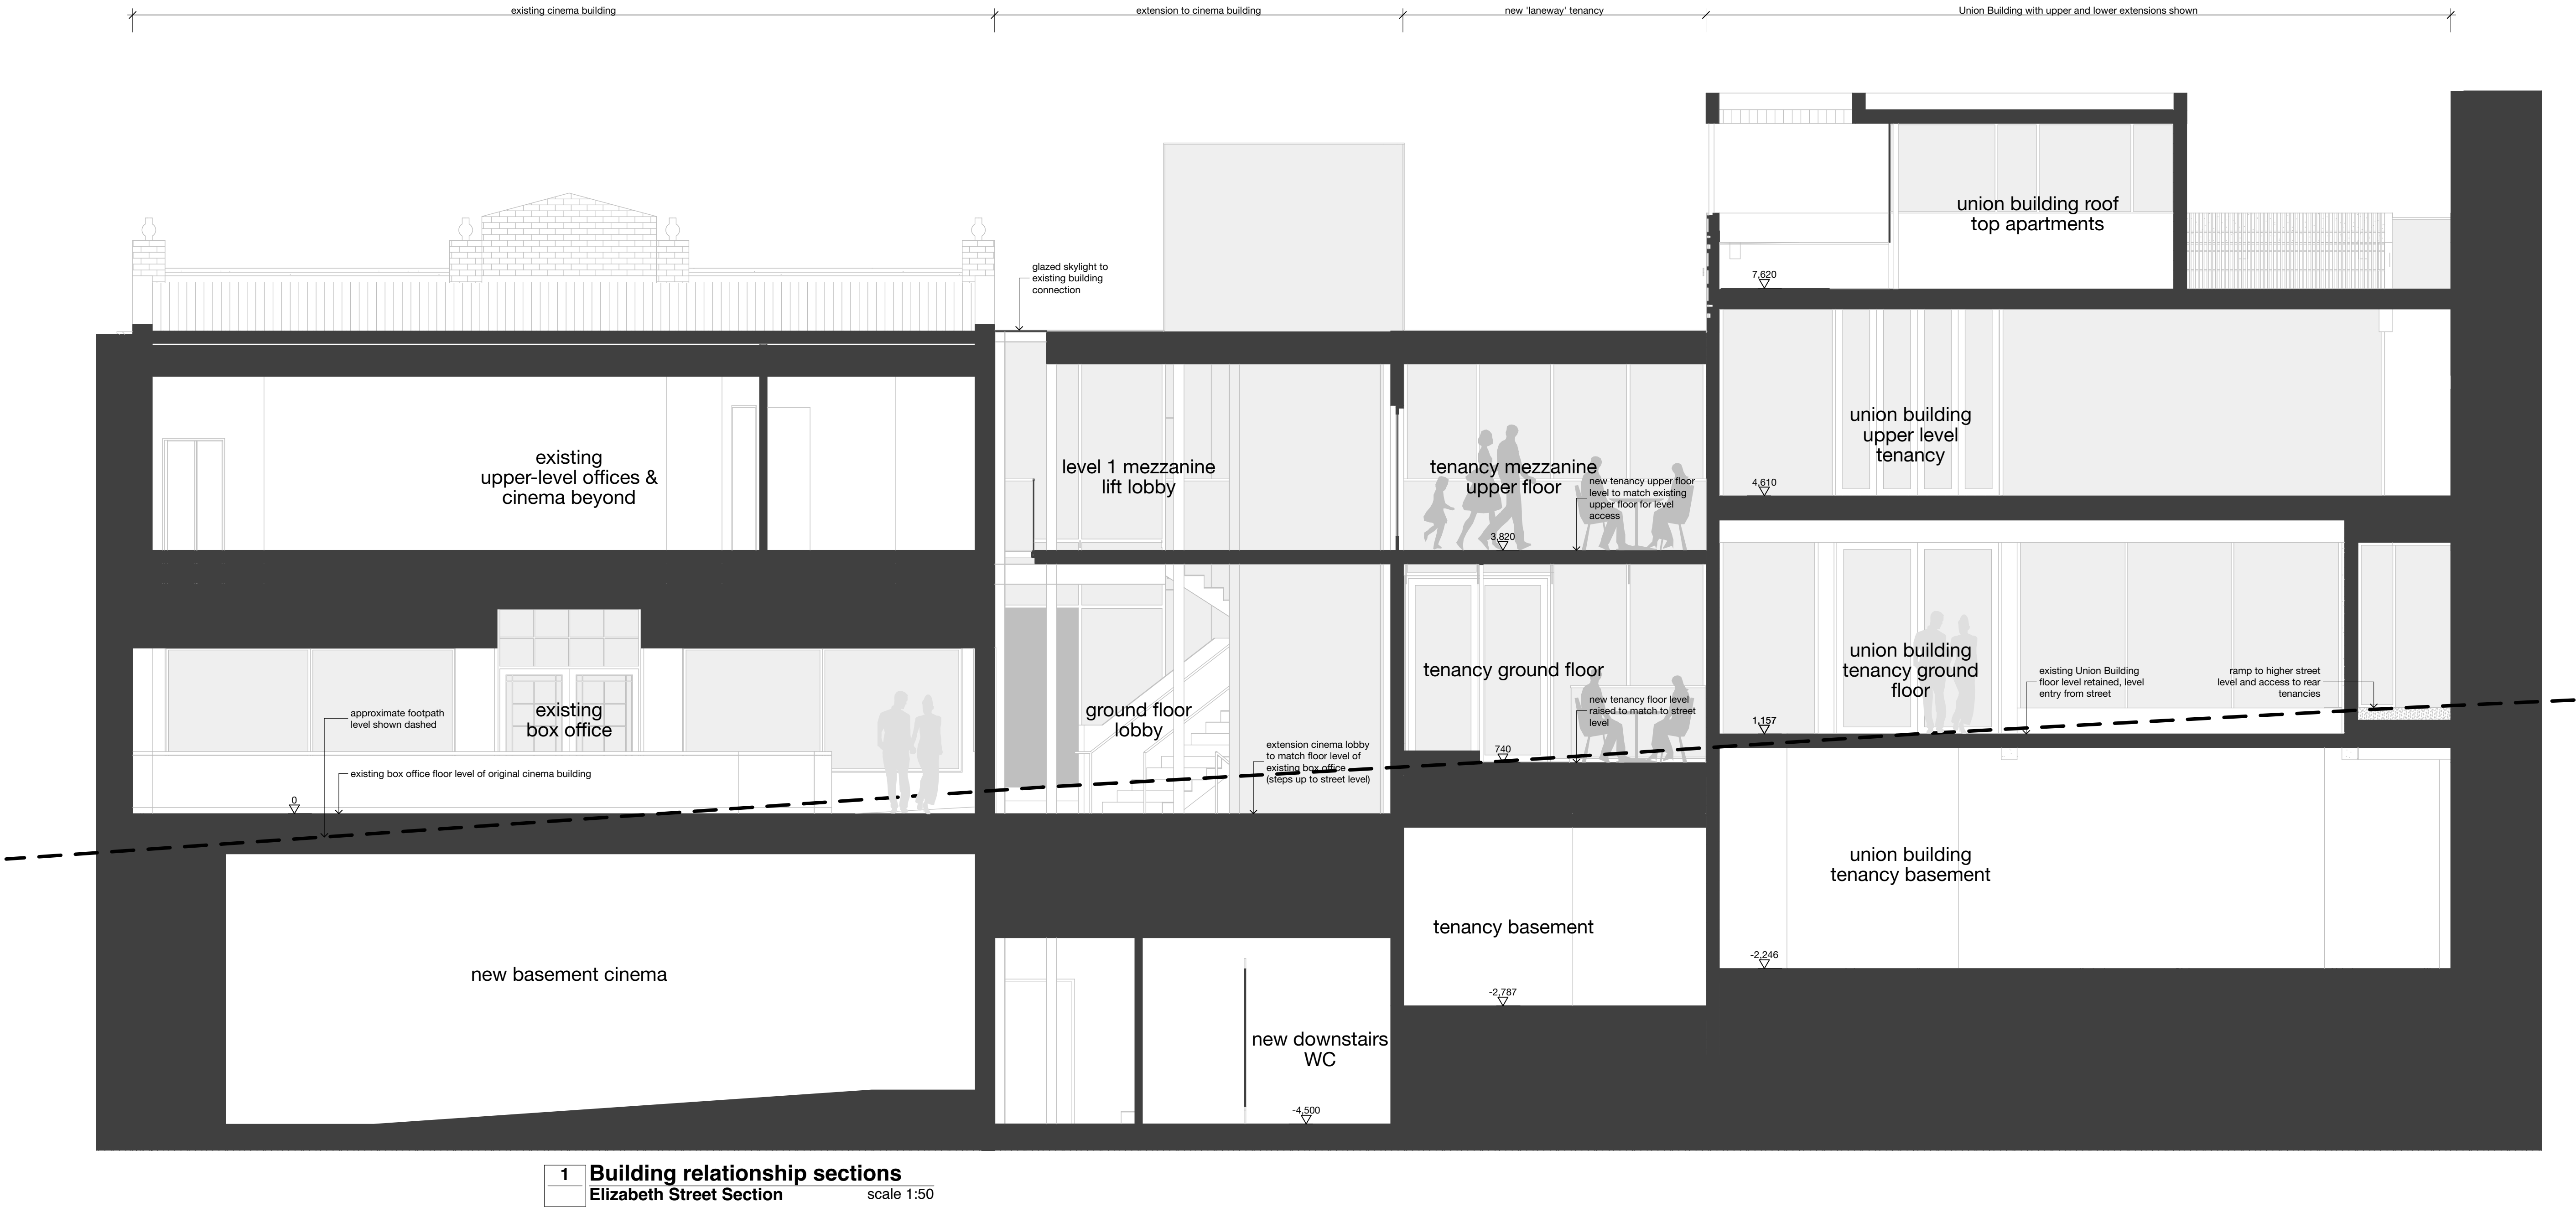 existing cinema building
extension to cinema building
new 'laneway' tenancy
Union Building with upper and lower extensions shown
union building roof
top apartments
glazed skylight to
existing building
connection
7,620
existing
upper-level offices &
cinema beyond
level 1 mezzanine
lift lobby
tenancy mezzanine
upper floor
new tenancy upper floor
level to match existing
upper floor for level
access
3,820
union building
upper level
tenancy
4,610
existing
box office
approximate footpath
level shown dashed
existing box office floor level of original cinema building
0
ground floor
lobby
extension cinema lobby
to match floor level of
existing box office
(steps up to street level)
tenancy ground floor
new tenancy floor level
raised to match to street
level
740
union building
tenancy ground
floor
existing Union Building
floor level retained, level
entry from street
ramp to higher street
level and access to rear
tenancies
1,157
new basement cinema
new downstairs
WC
-4,500
tenancy basement
-2,787
union building
tenancy basement
-2,246
1
Building relationship sections
Elizabeth Street Section
scale 1:50